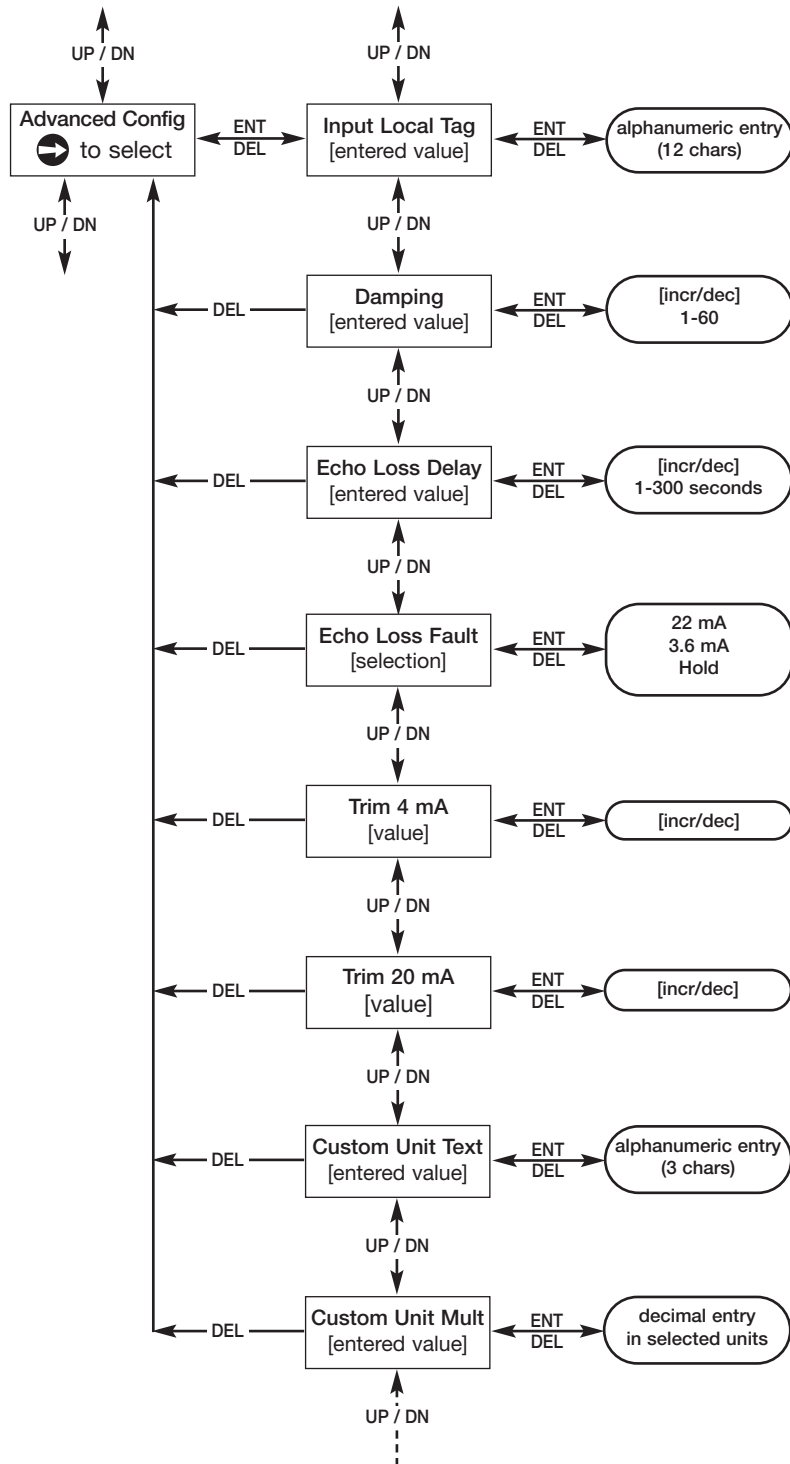 UP / DN
UP / DN
Advanced Config
to select
ENT
DEL
Input Local Tag
[entered value]
ENT
DEL
alphanumeric entry
(12 chars)
UP / DN
UP / DN
DEL
Damping
[entered value]
ENT
DEL
[incr/dec]
1-60
UP / DN
DEL
Echo Loss Delay
[entered value]
ENT
DEL
[incr/dec]
1-300 seconds
UP / DN
DEL
Echo Loss Fault
[selection]
ENT
DEL
22 mA
3.6 mA
Hold
UP / DN
DEL
Trim 4 mA
[value]
ENT
DEL
[incr/dec]
UP / DN
DEL
Trim 20 mA
[value]
ENT
DEL
[incr/dec]
UP / DN
DEL
Custom Unit Text
[entered value]
ENT
DEL
alphanumeric entry
(3 chars)
UP / DN
DEL
Custom Unit Mult
[entered value]
ENT
DEL
decimal entry
in selected units
UP / DN